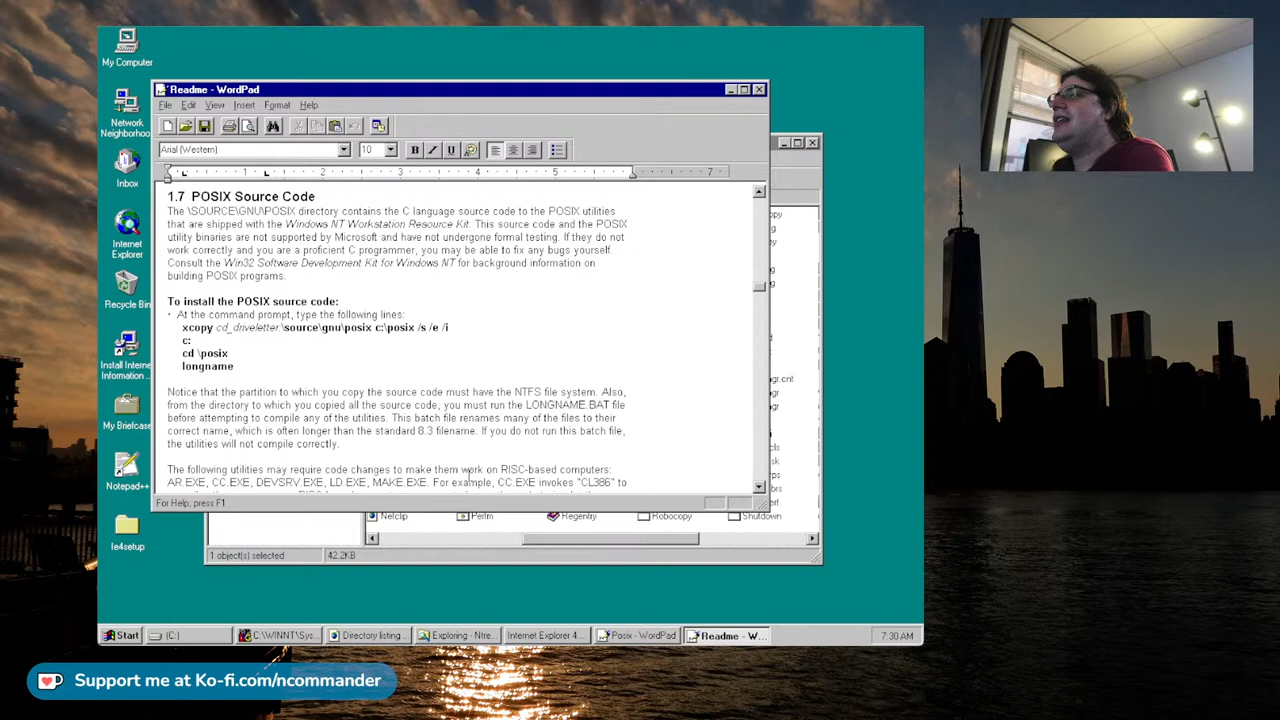 My Computer
Network
Neighborhoo
Inbox
Internet
Explorer
Recycle Bin
Install Interne
Information ...
My Briefcase
Notepad++
Ie4setup
Readme - WordPad
File Edit View Insert Format Help
Arial (Western) 10
1 2 3 4 5 7
1.7 POSIX Source Code
The \SOURCE\GNU\POSIX directory contains the C language source code to the POSIX utilities
that are shipped with the Windows NT Workstation Resource Kit. This source code and the POSIX
utility binaries are not supported by Microsoft and have not undergone formal testing. If they do not
work correctly and you are a proficient C programmer, you may be able to fix any bugs yourself.
Consult the Win32 Software Development Kit for Windows NT for background information on
building POSIX programs.
To install the POSIX source code:
· At the command prompt, type the following lines:
xcopy cd_driveletter:\source\gnu\posix c:\posix /s /e /i
c:
cd \posix
longname
Notice that the partition to which you copy the source code must have the NTFS file system. Also,
from the directory to which you copied all the source code, you must run the LONGNAME.BAT file
before attempting to compile any of the utilities. This batch file renames many of the files to their
correct name, which is often longer than the standard 8.3 filename. If you do not run this batch file,
the utilities will not compile correctly.
The following utilities may require code changes to make them work on RISC-based computers:
AR.EXE, CC.EXE, DEVSRV.EXE, LD.EXE, MAKE.EXE. For example, CC.EXE invokes "CL386" to
For Help, press F1
Netclip Perfm Regentry Robocopy Shutdown
1 object(s) selected 42.2KB
Start (C:) C:\WINNT\Sys... Directory listing ... Exploring - Ntre... Internet Explorer 4... Posix - WordPad Readme - W... 7:30 AM
Support me at Ko-fi.com/ncommander